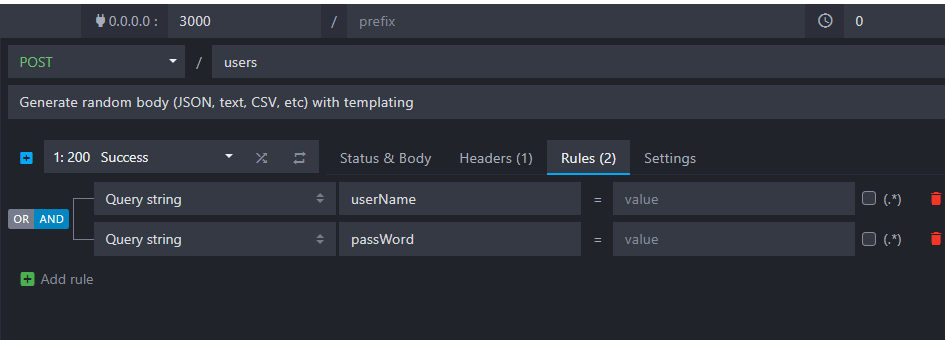 0.0.0.0 : 3000 / prefix 0
POST / users
Generate random body (JSON, text, CSV, etc) with templating
1: 200 Success Status & Body Headers (1) Rules (2) Settings
Query string userName = value (.*)
OR AND
Query string passWord = value (.*)
Add rule